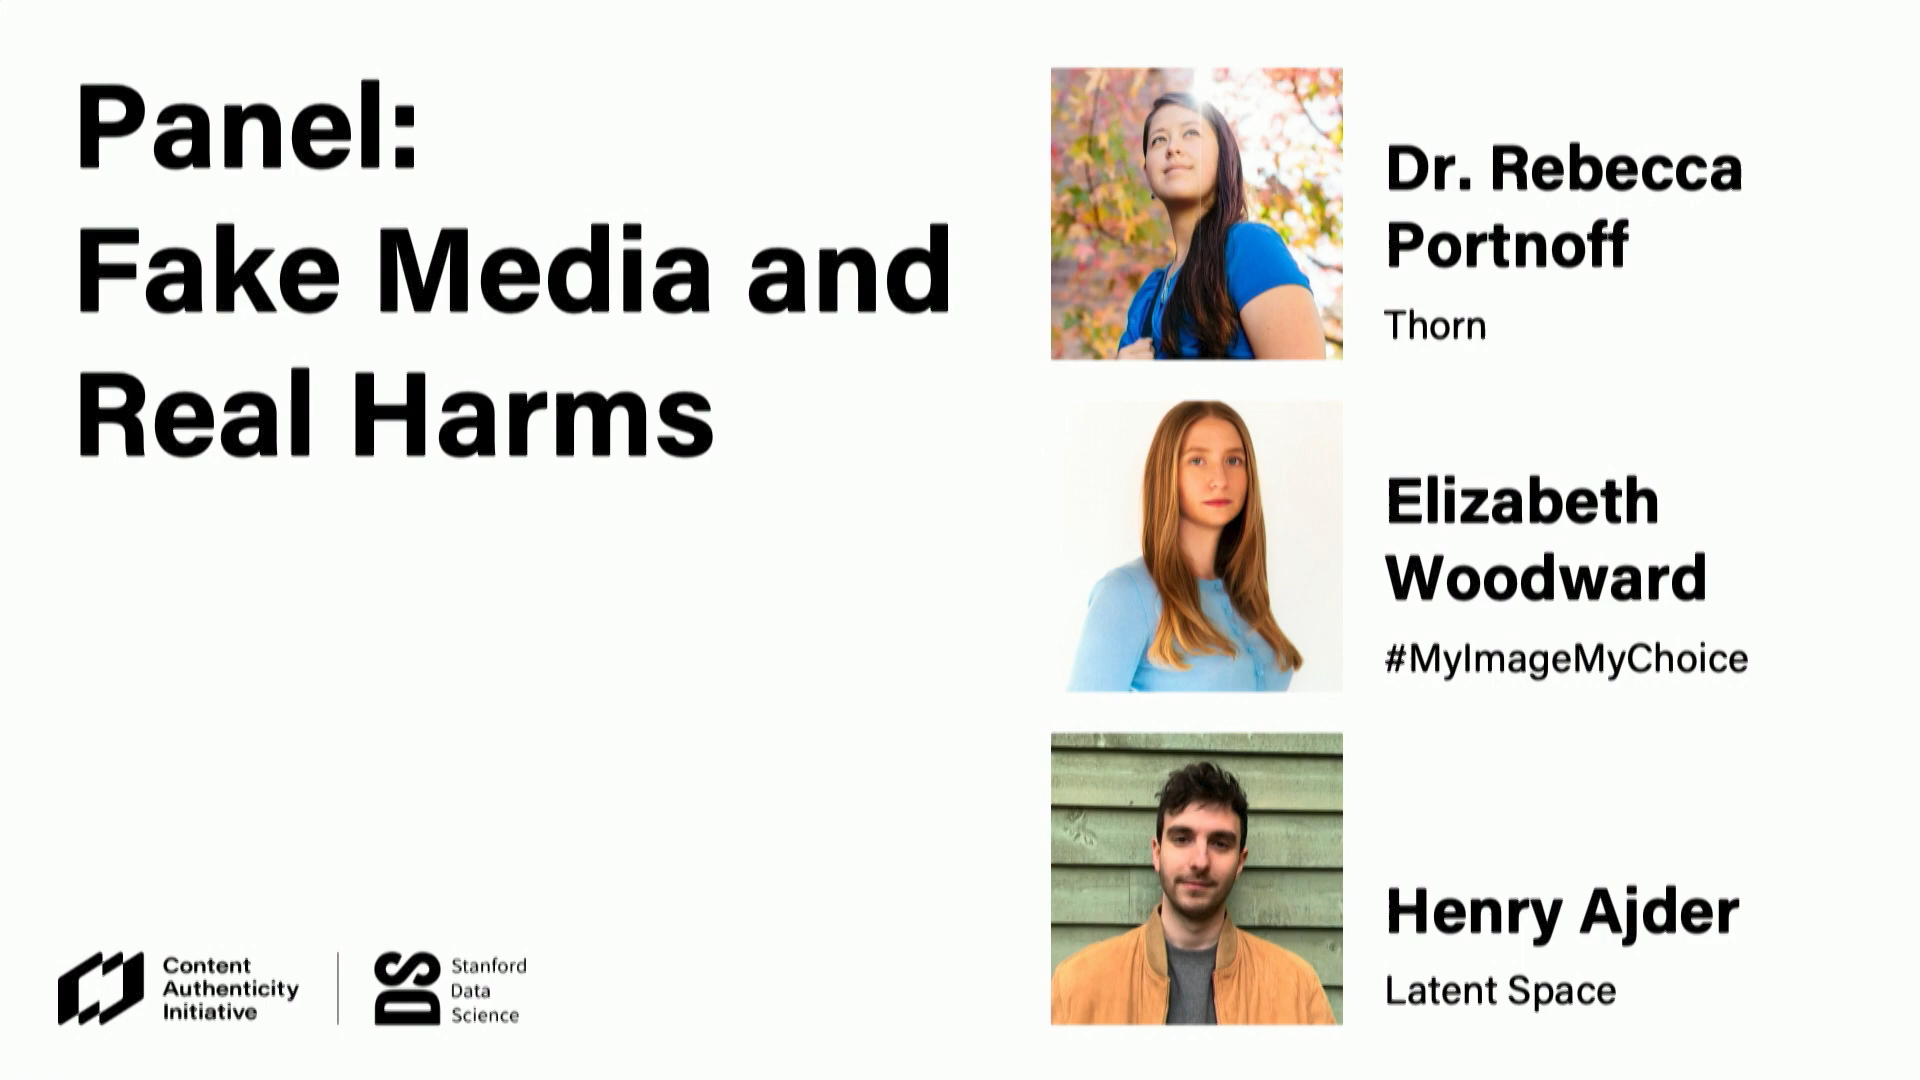 Panel:
Fake Media and
Real Harms
Dr. Rebecca
Portnoff
Thorn
Elizabeth
Woodward
#MyImageMyChoice
Henry Ajder
Latent Space
Content
Authenticity
Initiative
DS
Stanford
Data
Science